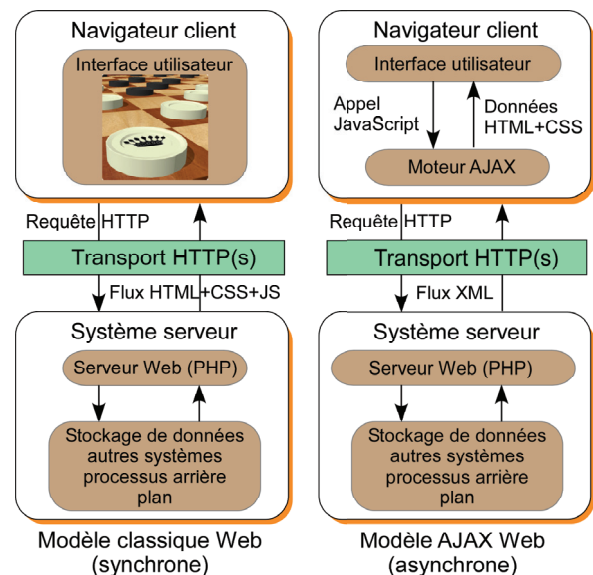 Navigateur client
Interface utilisateur
Requête HTTP
Transport HTTP(s)
Flux HTML+CSS+JS
Système serveur
Serveur Web (PHP)
Stockage de données
autres systèmes
processus arrière
plan
Modèle classique Web
(synchrone)
Navigateur client
Interface utilisateur
Appel
JavaScript
Données
HTML+CSS
Moteur AJAX
Requête HTTP
Transport HTTP(s)
Flux XML
Système serveur
Serveur Web (PHP)
Stockage de données
autres systèmes
processus arrière
plan
Modèle AJAX Web
(asynchrone)